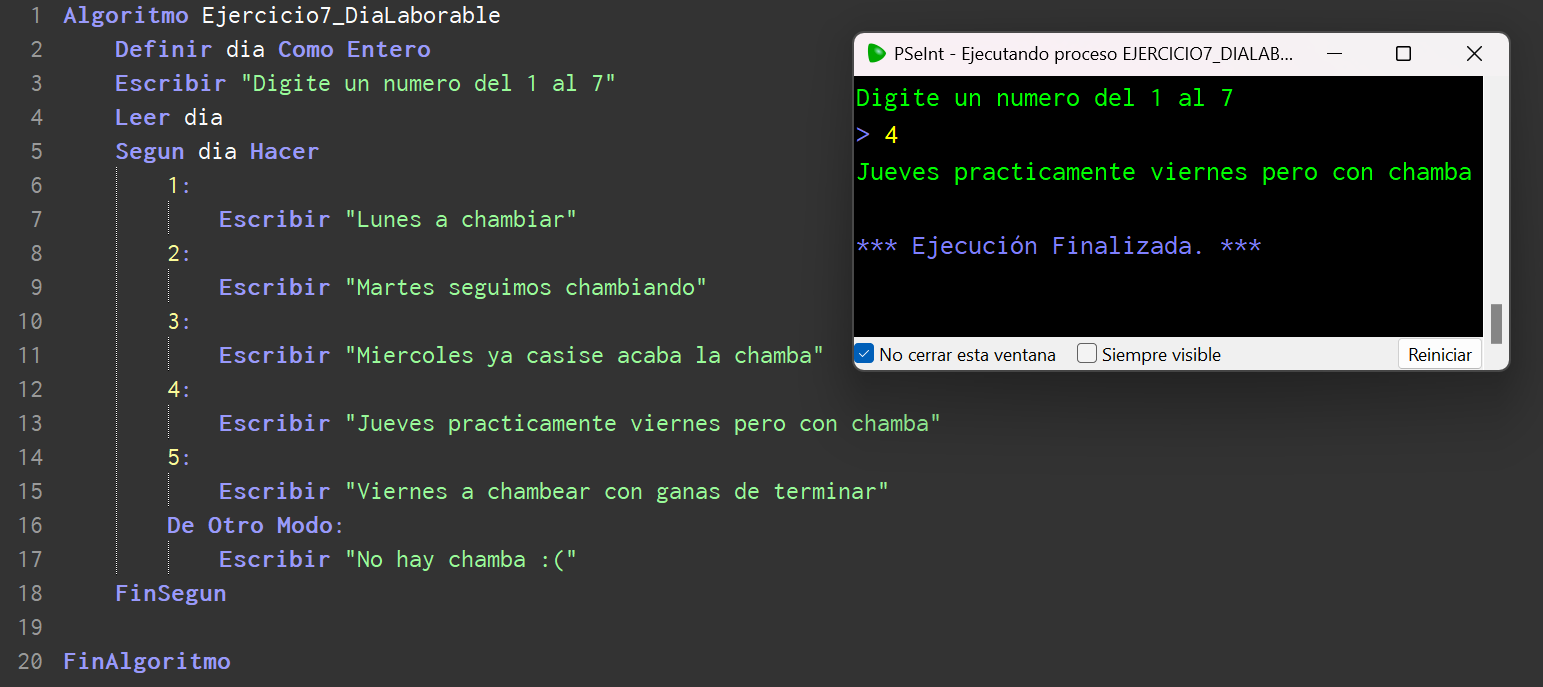 1 Algoritmo Ejercicio7_DiaLaborable
2 Definir dia Como Entero
3 Escribir "Digite un numero del 1 al 7"
4 Leer dia
5 Segun dia Hacer
6 1:
7 Escribir "Lunes a chambiar"
8 2:
9 Escribir "Martes seguimos chambiando"
10 3:
11 Escribir "Miercoles ya casise acaba la chamba"
12 4:
13 Escribir "Jueves practicamente viernes pero con chamba"
14 5:
15 Escribir "Viernes a chambear con ganas de terminar"
16 De Otro Modo:
17 Escribir "No hay chamba :("
18 FinSegun
19
20 FinAlgoritmo
PSeInt - Ejecutando proceso EJERCICIO7_DIALAB...
Digite un numero del 1 al 7
> 4
Jueves practicamente viernes pero con chamba
*** Ejecución Finalizada. ***
No cerrar esta ventana Siempre visible Reiniciar